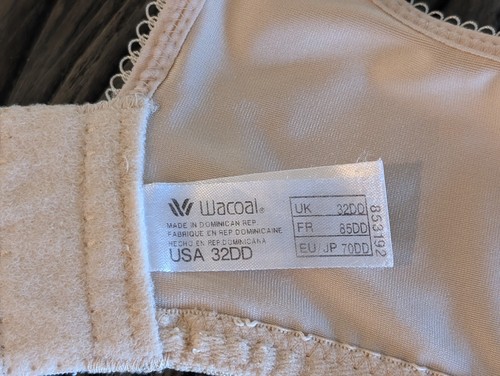 Wacoal®
MADE IN DOMINICAN REP.
FABRIQUE EN REP. DOMINICAINE
HECHO EN REP. DOMINICANA
USA 32DD
UK 32DD
FR 85DD
EU/JP 70DD
853192